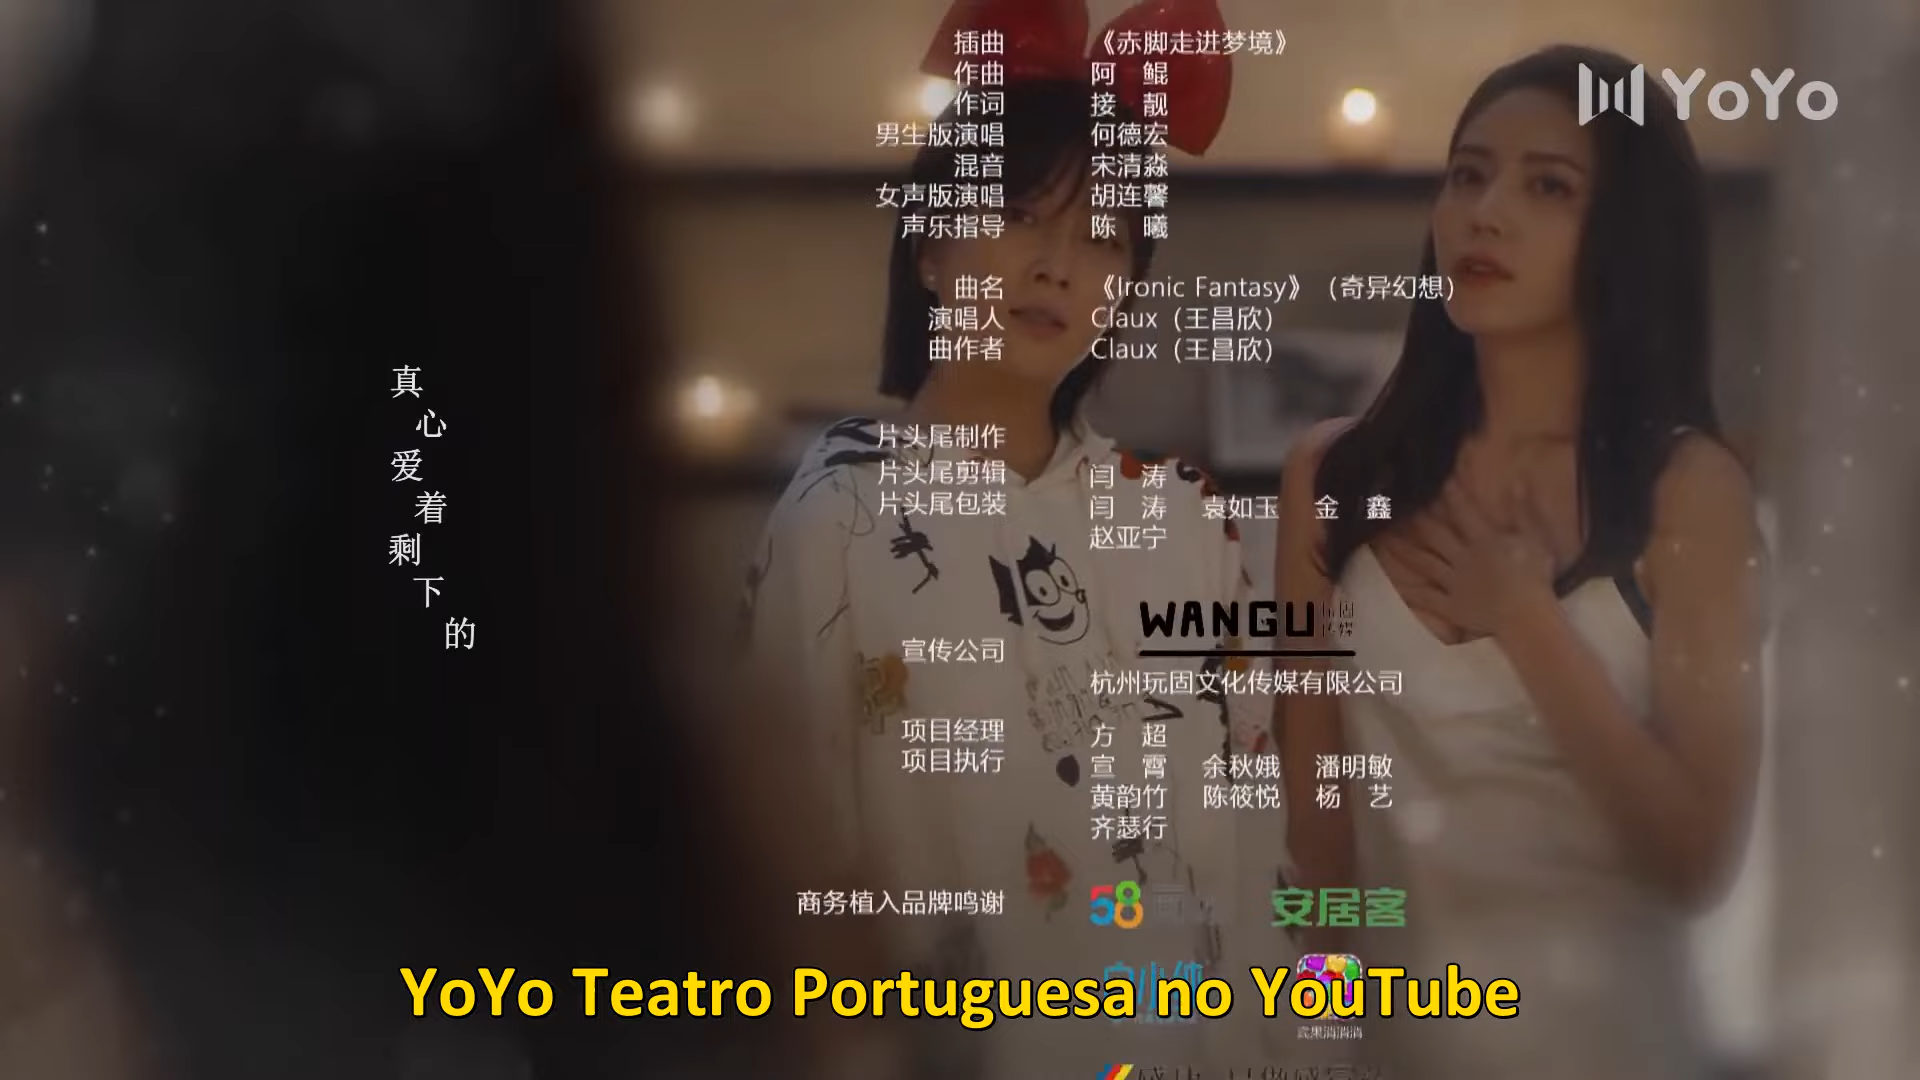 YoYo
插曲 《赤脚走进梦境》
作曲 阿 鲲
作词 接 靓
男生版演唱 何德宏
混音 宋清淼
女声版演唱 胡连馨
声乐指导 陈 曦
曲名 《Ironic Fantasy》（奇异幻想）
演唱人 Claux（王昌欣）
曲作者 Claux（王昌欣）
真心爱着剩下的
片头尾制作
片头尾剪辑 闫 涛
片头尾包装 闫 涛 袁如玉 金 鑫
赵亚宁
WANGU
宣传公司
杭州玩固文化传媒有限公司
项目经理 方 超
项目执行 宣 霄 余秋娥 潘明敏
黄韵竹 陈筱悦 杨 艺
齐瑟行
商务植入品牌鸣谢 58 安居客
YoYo Teatro Portuguesa no YouTube